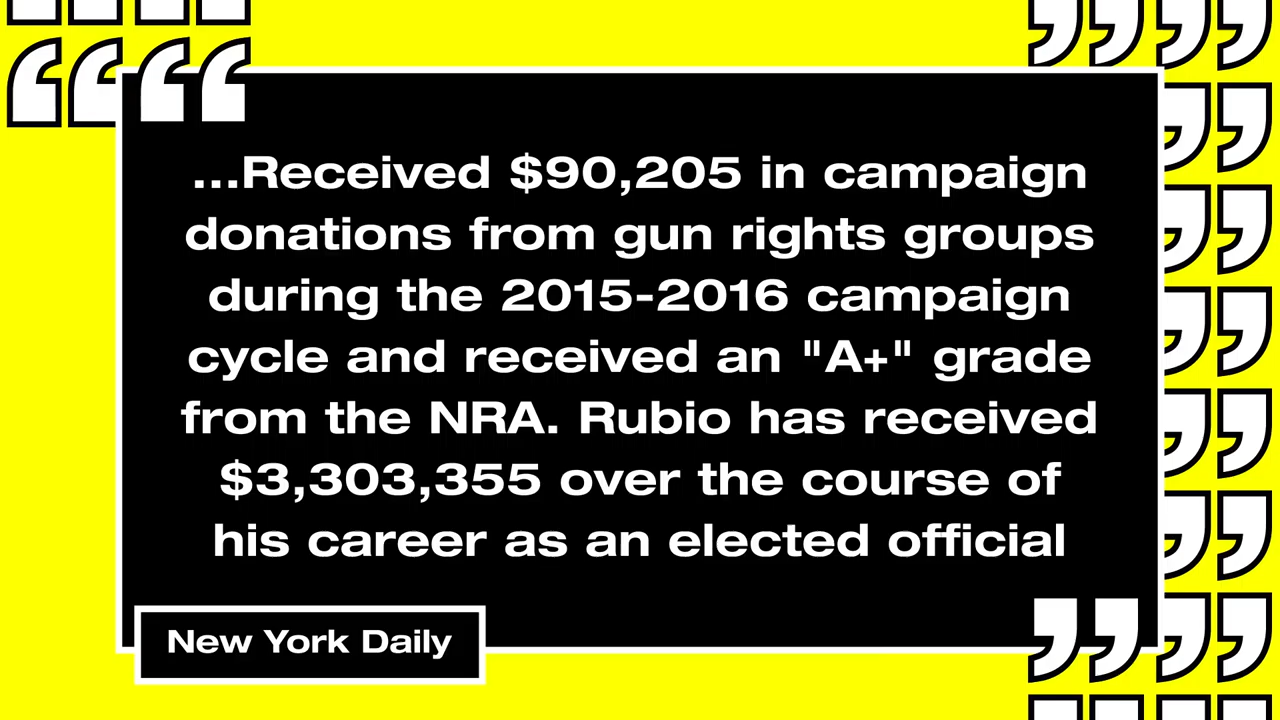 ...Received $90,205 in campaign
donations from gun rights groups
during the 2015-2016 campaign
cycle and received an "A+" grade
from the NRA. Rubio has received
$3,303,355 over the course of
his career as an elected official
New York Daily